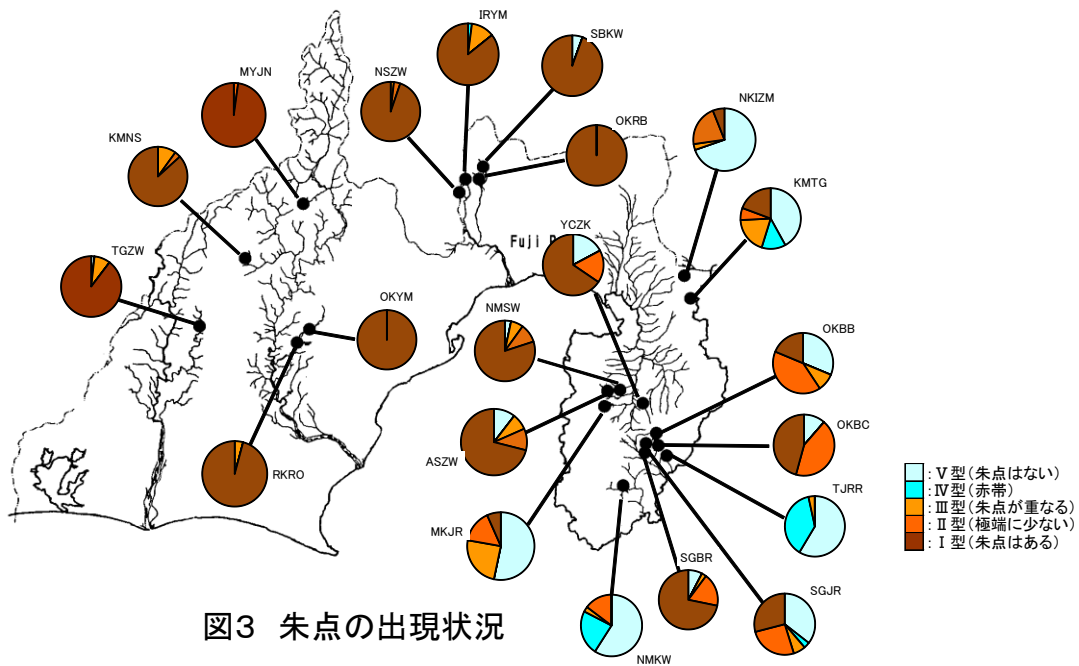 IRYM
SBKW
MYJN
NSZW
NKIZM
OKRB
KMNS
KMTG
YCZK
Fuji
TGZW
OKYM
NMSW
OKBB
ASZW
OKBC
RKRO
MKJR
TJRR
SGBR
SGJR
NMKW
:Ⅴ型(朱点はない)
:Ⅳ型(赤帯)
:Ⅲ型(朱点が重なる)
:Ⅱ型(極端に少ない)
:Ⅰ型(朱点はある)
図3 朱点の出現状況